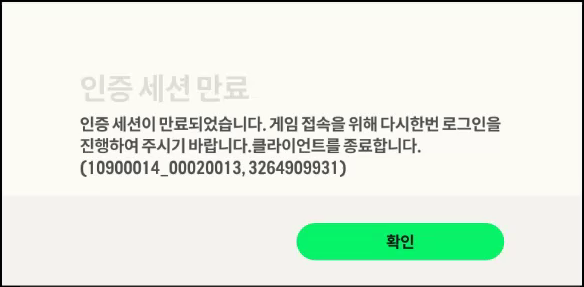 인증 세션 만료
인증 세션이 만료되었습니다. 게임 접속을 위해 다시한번 로그인을
진행하여 주시기 바랍니다.클라이언트를 종료합니다.
(10900014_00020013, 3264909931)
확인